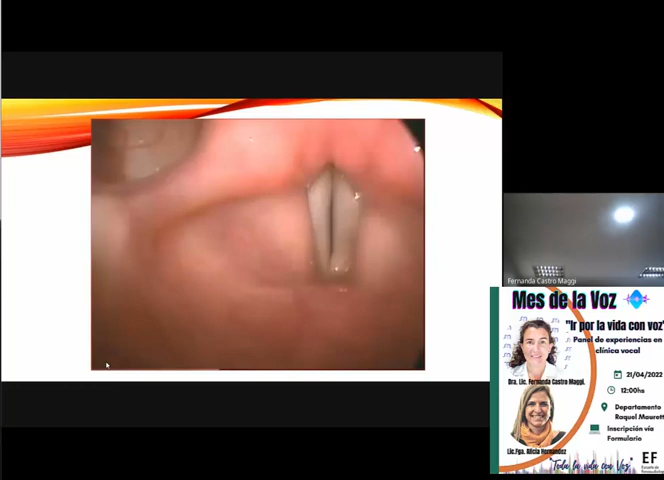 Fernanda Castro Maggi
Mes de la Voz
"Ir por la vida con voz"
Panel de experiencias en
clínica vocal
Dra. Lic. Fernanda Castro Maggi.
21/04/2022
12:00hs
Departamento
Raquel Maurett
Inscripción vía
Formulario
Lic.Fga. Alicia Hernández
"Toda la vida con Voz"
EF